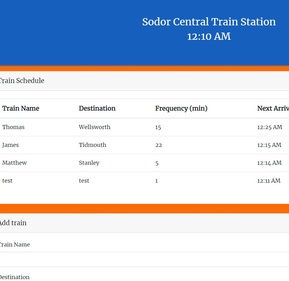 Sodor Central Train Station
12:10 AM
Train Schedule
Train Name Destination Frequency (min) Next
Thomas Wellsworth 15 12:25 AM
James Tidmouth 22 12:15 AM
Matthew Stanley 5 12:14 AM
test test 1 12:11 AM
Add train
Train Name
Destination